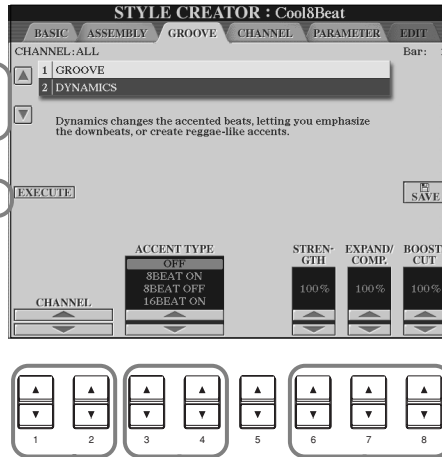 STYLE CREATOR : Cool8Beat
BASIC ASSEMBLY GROOVE CHANNEL PARAMETER EDIT
CHANNEL:ALL Bar:
1 GROOVE
2 DYNAMICS
Dynamics changes the accented beats, letting you emphasize
the downbeats, or create reggae-like accents.
EXECUTE
SAVE
ACCENT TYPE
STREN-
GTH
EXPAND/
COMP.
BOOST
CUT
OFF
8BEAT ON
8BEAT OFF
16BEAT ON
100% 100% 100%
CHANNEL
1 2 3 4 5 6 7 8